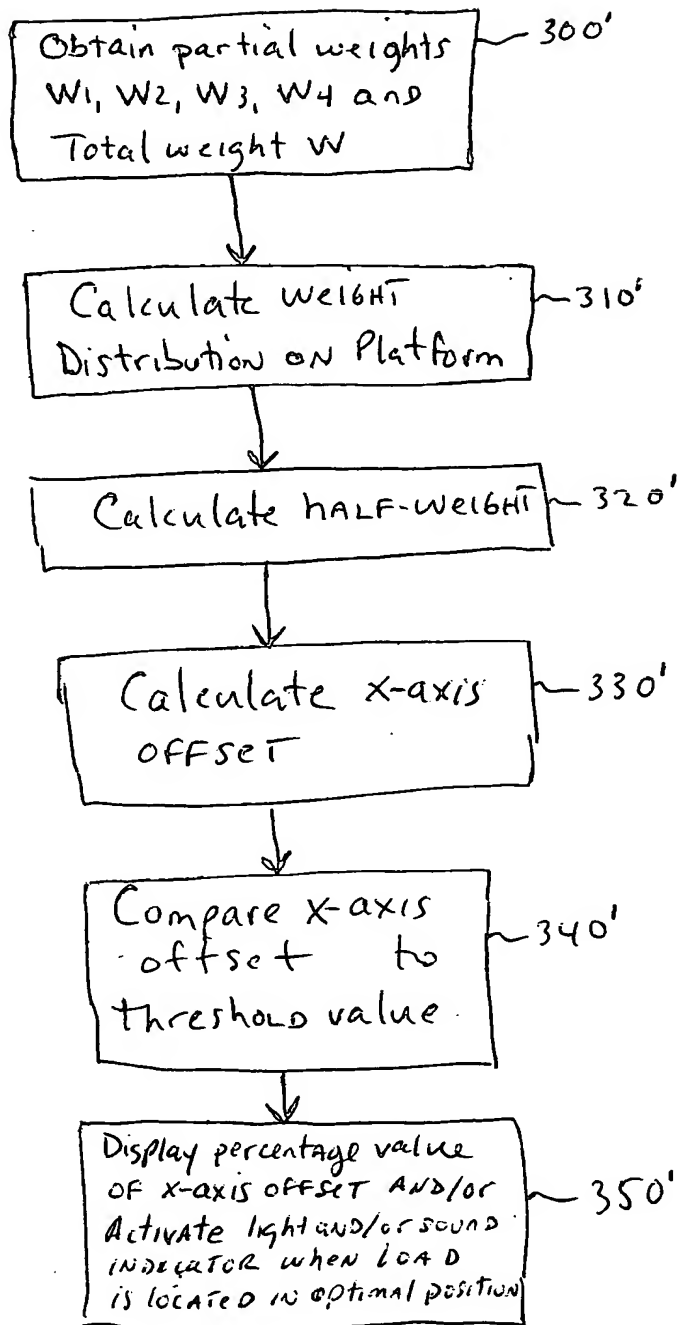 Obtain partial weights
W1, W2, W3, W4 and
Total weight W
300'
Calculate WEIGHT
Distribution on Platform
310'
Calculate HALF-WEIGHT
320'
Calculate x-axis
OFFSET
330'
Compare x-axis
offset to
threshold value
340'
Display percentage value
OF x-axis OFFSET AND/or
Activate light and/or sound
INDICATOR when LOAD
is LOCATED IN OPTIMAL POSITION
350'